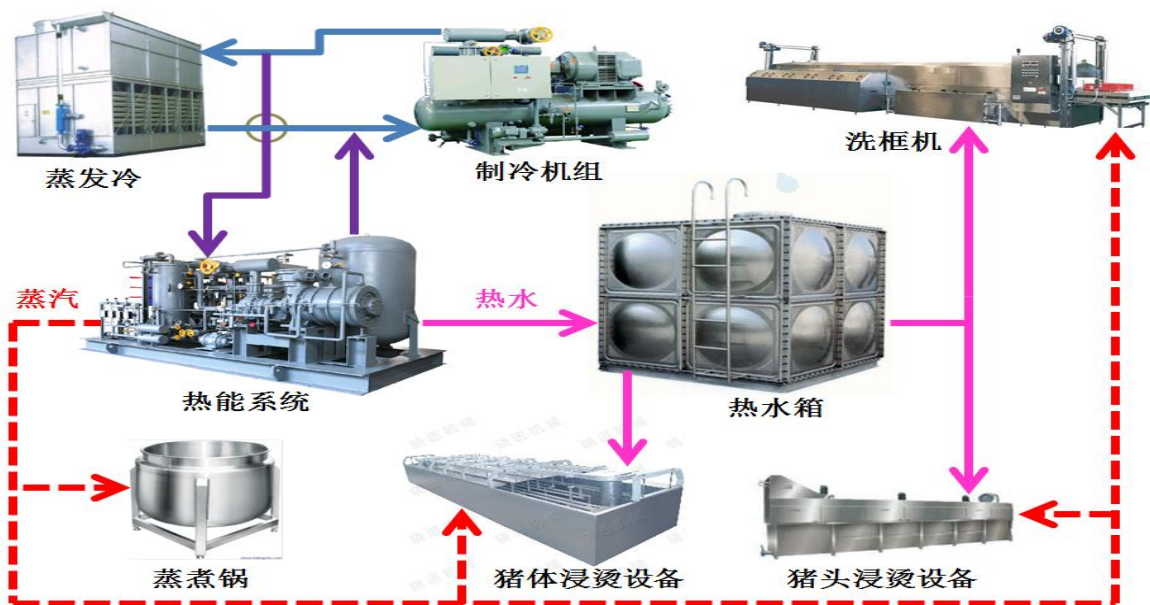 蒸发冷
制冷机组
洗框机
蒸汽
热水
热能系统
热水箱
蒸煮锅
猪体浸烫设备
猪头浸烫设备